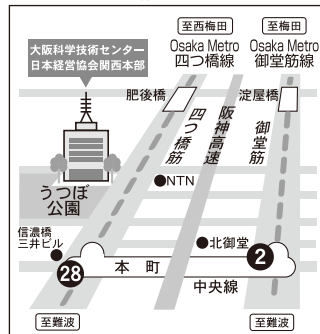 至西梅田
至梅田
Osaka Metro
四つ橋線
Osaka Metro
御堂筋線
大阪科学技術センター
日本経営協会関西本部
肥後橋
淀屋橋
四つ橋筋
阪神高速
御堂筋
うつぼ
公園
NTN
信濃橋
三井ビル
北御堂
2
28
本町
中央線
至難波
至難波